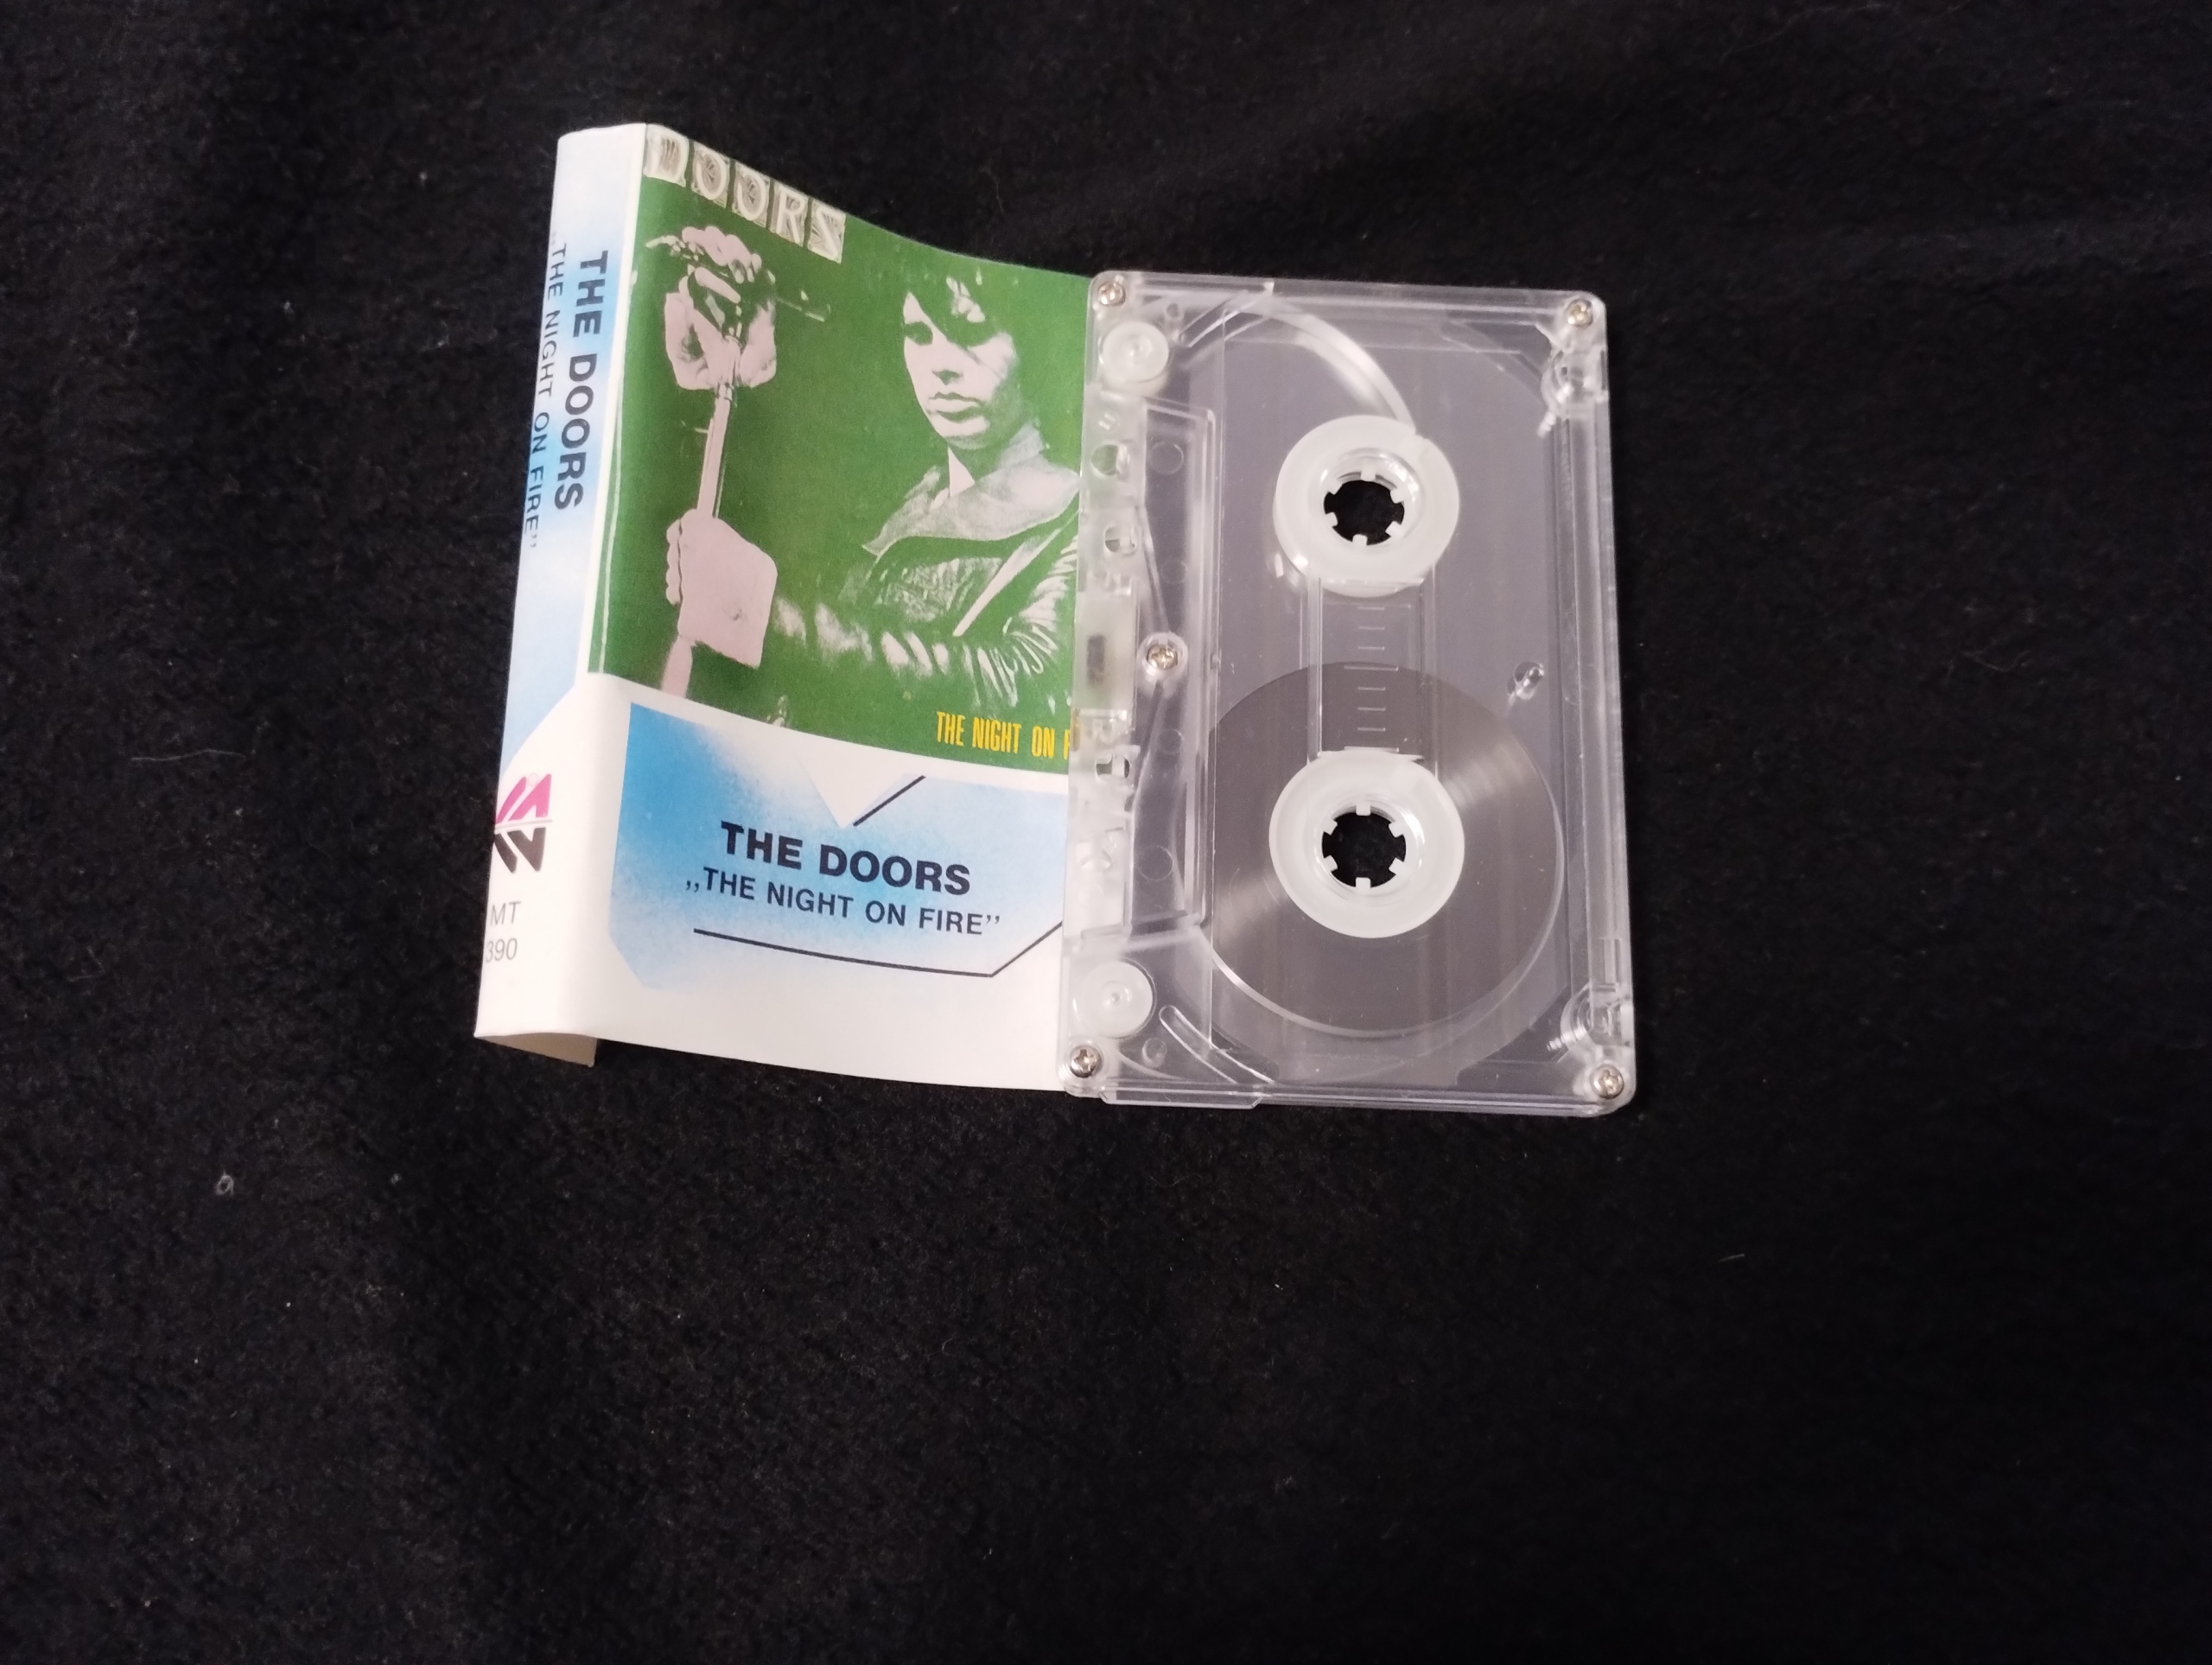 THE DOORS
„THE NIGHT ON FIRE”
MT
390
DOORS
THE NIGHT ON
THE DOORS
„THE NIGHT ON FIRE”